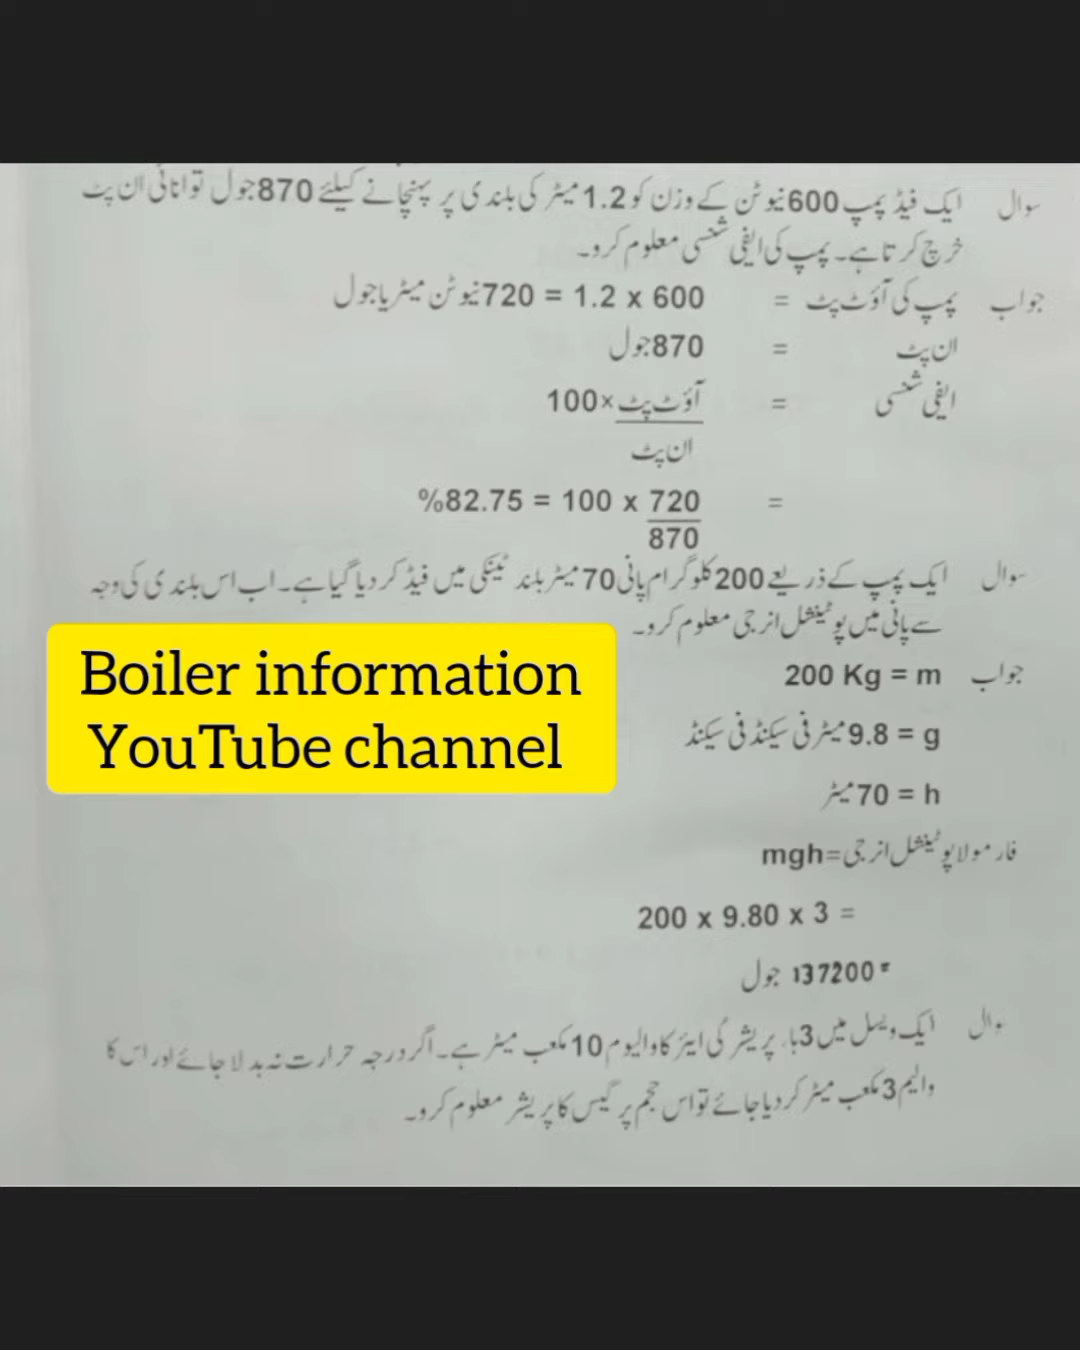 سوال ایک فیڈ پمپ 600 نیوٹن کے وزن کو 1.2 میٹر کی بلندی پر پہنچانے کیلئے 870 جول توانائی ان پٹ
خرچ کرتا ہے۔ پمپ کی ایفی شنسی معلوم کرو۔
جواب پمپ کی آؤٹ پٹ = 600 x 1.2 = 720 نیوٹن میٹر یا جول
ان پٹ = 870 جول
ایفی شنسی = آؤٹ پٹ ×100
ان پٹ
= 720 x 100 = 82.75%
870
سوال ایک پمپ کے ذریعے 200 کلوگرام پانی 70 میٹر بلند ٹینکی میں فیڈ کر دیا گیا ہے۔ اب اس بلندی کی وجہ
سے پانی میں پوٹینشل انرجی معلوم کرو۔
Boiler information
YouTube channel
جواب 200 Kg = m
9.8 = g میٹر فی سیکنڈ فی سیکنڈ
70 = h میٹر
فارمولا پوٹینشل انرجی = mgh
200 x 9.80 x 3 =
= 137200 جول
سوال ایک ویسل میں 3 بار پریشر کی ایئر کا والیوم 10 مکعب میٹر ہے۔ اگر درجہ حرارت نہ بدلا جائے اور اس کا
والیم 3 مکعب میٹر کر دیا جائے تو اس حجم پر گیس کا پریشر معلوم کرو۔